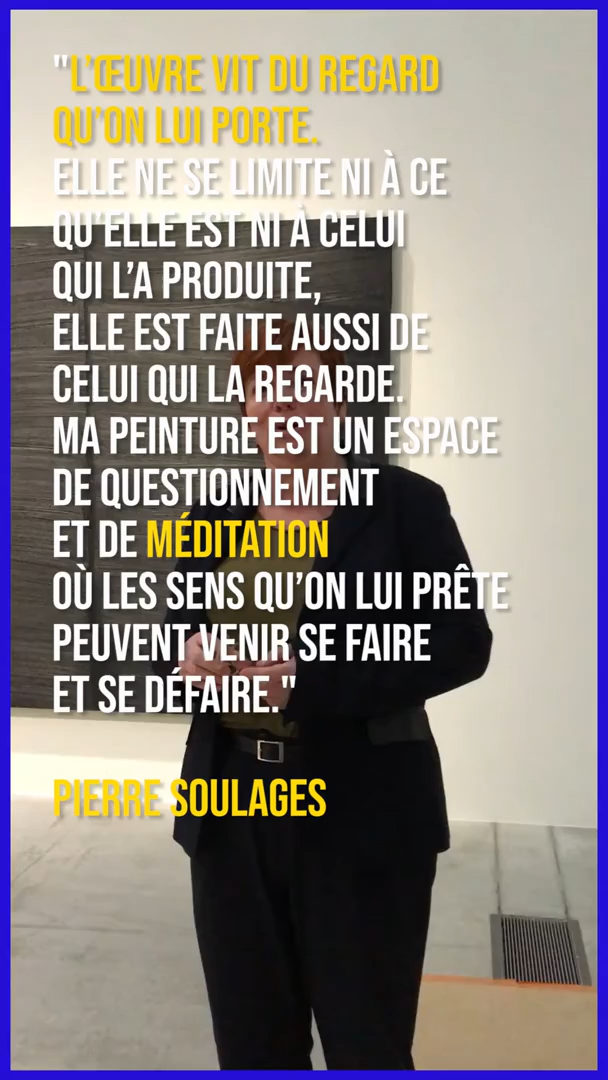 "L'ŒUVRE VIT DU REGARD
QU'ON LUI PORTE.
ELLE NE SE LIMITE NI À CE
QU'ELLE EST NI À CELUI
QUI L'A PRODUITE,
ELLE EST FAITE AUSSI DE
CELUI QUI LA REGARDE.
MA PEINTURE EST UN ESPACE
DE QUESTIONNEMENT
ET DE MÉDITATION
OÙ LES SENS QU'ON LUI PRÊTE
PEUVENT VENIR SE FAIRE
ET SE DÉFAIRE."
PIERRE SOULAGES